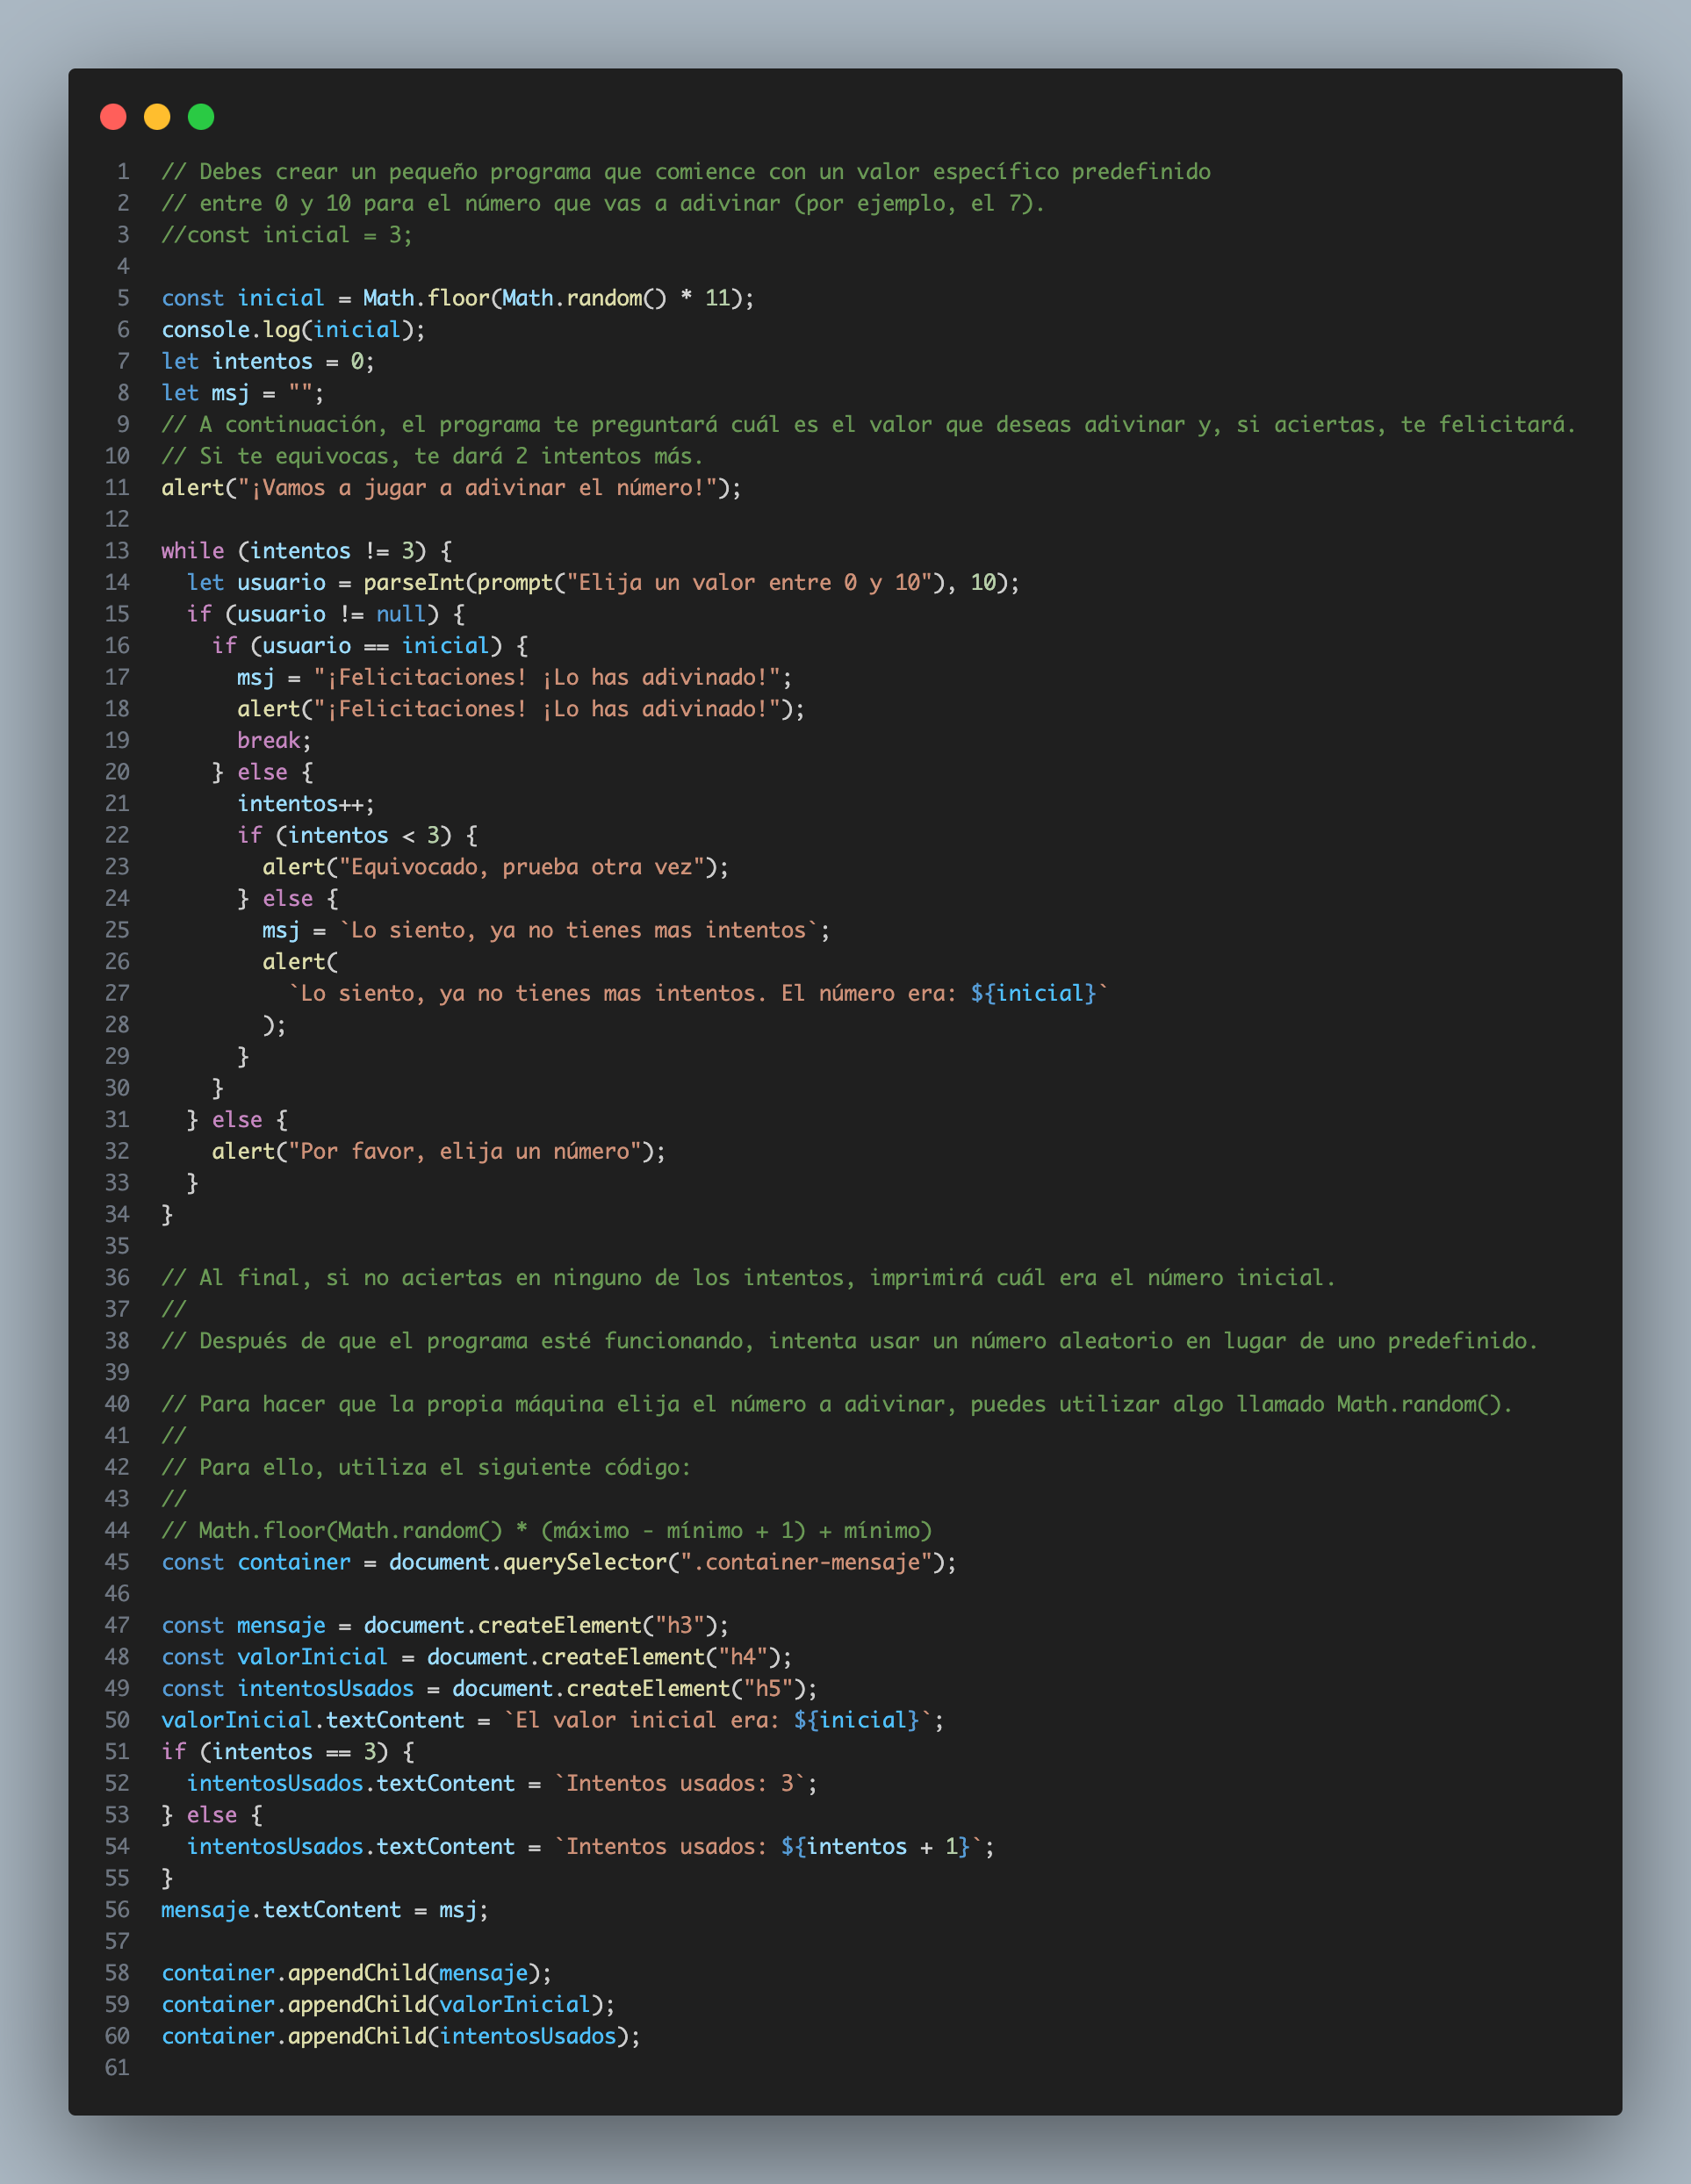 1 // Debes crear un pequeño programa que comience con un valor específico predefinido
2 // entre 0 y 10 para el número que vas a adivinar (por ejemplo, el 7).
3 //const inicial = 3;
4
5 const inicial = Math.floor(Math.random() * 11);
6 console.log(inicial);
7 let intentos = 0;
8 let msj = "";
9 // A continuación, el programa te preguntará cuál es el valor que deseas adivinar y, si aciertas, te felicitará.
10 // Si te equivocas, te dará 2 intentos más.
11 alert("¡Vamos a jugar a adivinar el número!");
12
13 while (intentos != 3) {
14   let usuario = parseInt(prompt("Elija un valor entre 0 y 10"), 10);
15   if (usuario != null) {
16     if (usuario == inicial) {
17       msj = "¡Felicitaciones! ¡Lo has adivinado!";
18       alert("¡Felicitaciones! ¡Lo has adivinado!");
19       break;
20     } else {
21       intentos++;
22       if (intentos < 3) {
23         alert("Equivocado, prueba otra vez");
24       } else {
25         msj = `Lo siento, ya no tienes mas intentos`;
26         alert(
27           `Lo siento, ya no tienes mas intentos. El número era: ${inicial}`
28         );
29       }
30     }
31   } else {
32     alert("Por favor, elija un número");
33   }
34 }
35
36 // Al final, si no aciertas en ninguno de los intentos, imprimirá cuál era el número inicial.
37 //
38 // Después de que el programa esté funcionando, intenta usar un número aleatorio en lugar de uno predefinido.
39
40 // Para hacer que la propia máquina elija el número a adivinar, puedes utilizar algo llamado Math.random().
41 //
42 // Para ello, utiliza el siguiente código:
43 //
44 // Math.floor(Math.random() * (máximo - mínimo + 1) + mínimo)
45 const container = document.querySelector(".container-mensaje");
46
47 const mensaje = document.createElement("h3");
48 const valorInicial = document.createElement("h4");
49 const intentosUsados = document.createElement("h5");
50 valorInicial.textContent = `El valor inicial era: ${inicial}`;
51 if (intentos == 3) {
52   intentosUsados.textContent = `Intentos usados: 3`;
53 } else {
54   intentosUsados.textContent = `Intentos usados: ${intentos + 1}`;
55 }
56 mensaje.textContent = msj;
57
58 container.appendChild(mensaje);
59 container.appendChild(valorInicial);
60 container.appendChild(intentosUsados);
61